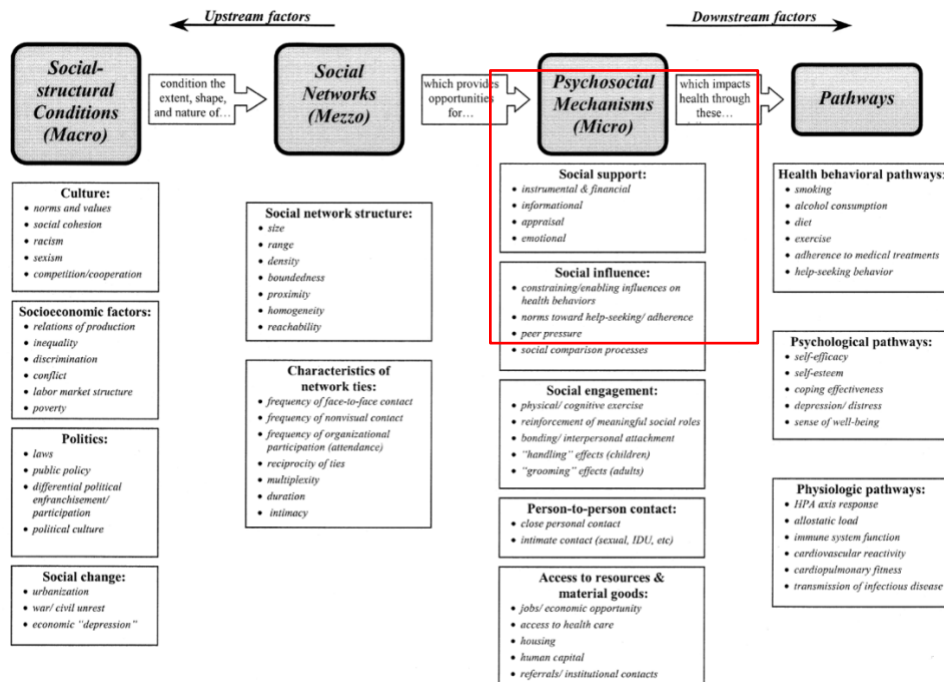 Upstream factors
Downstream factors
Social-
structural
Conditions
(Macro)
condition the
extent, shape,
and nature of…
Social
Networks
(Mezzo)
which provides
opportunities
for…
Psychosocial
Mechanisms
(Micro)
which impacts
health through
these…
Pathways
Culture:
• norms and values
• social cohesion
• racism
• sexism
• competition/cooperation
Socioeconomic factors:
• relations of production
• inequality
• discrimination
• conflict
• labor market structure
• poverty
Politics:
• laws
• public policy
• differential political
enfranchisement/
participation
• political culture
Social change:
• urbanization
• war/ civil unrest
• economic "depression"
Social network structure:
• size
• range
• density
• boundedness
• proximity
• homogeneity
• reachability
Characteristics of
network ties:
• frequency of face-to-face contact
• frequency of nonvisual contact
• frequency of organizational
participation (attendance)
• reciprocity of ties
• multiplexity
• duration
• intimacy
Social support:
• instrumental & financial
• informational
• appraisal
• emotional
Social influence:
• constraining/enabling influences on
health behaviors
• norms toward help-seeking/ adherence
• peer pressure
• social comparison processes
Social engagement:
• physical/ cognitive exercise
• reinforcement of meaningful social roles
• bonding/ interpersonal attachment
• "handling" effects (children)
• "grooming" effects (adults)
Person-to-person contact:
• close personal contact
• intimate contact (sexual, IDU, etc)
Access to resources &
material goods:
• jobs/ economic opportunity
• access to health care
• housing
• human capital
• referrals/ institutional contacts
Health behavioral pathways:
• smoking
• alcohol consumption
• diet
• exercise
• adherence to medical treatments
• help-seeking behavior
Psychological pathways:
• self-efficacy
• self-esteem
• coping effectiveness
• depression/ distress
• sense of well-being
Physiologic pathways:
• HPA axis response
• allostatic load
• immune system function
• cardiovascular reactivity
• cardiopulmonary fitness
• transmission of infectious disease